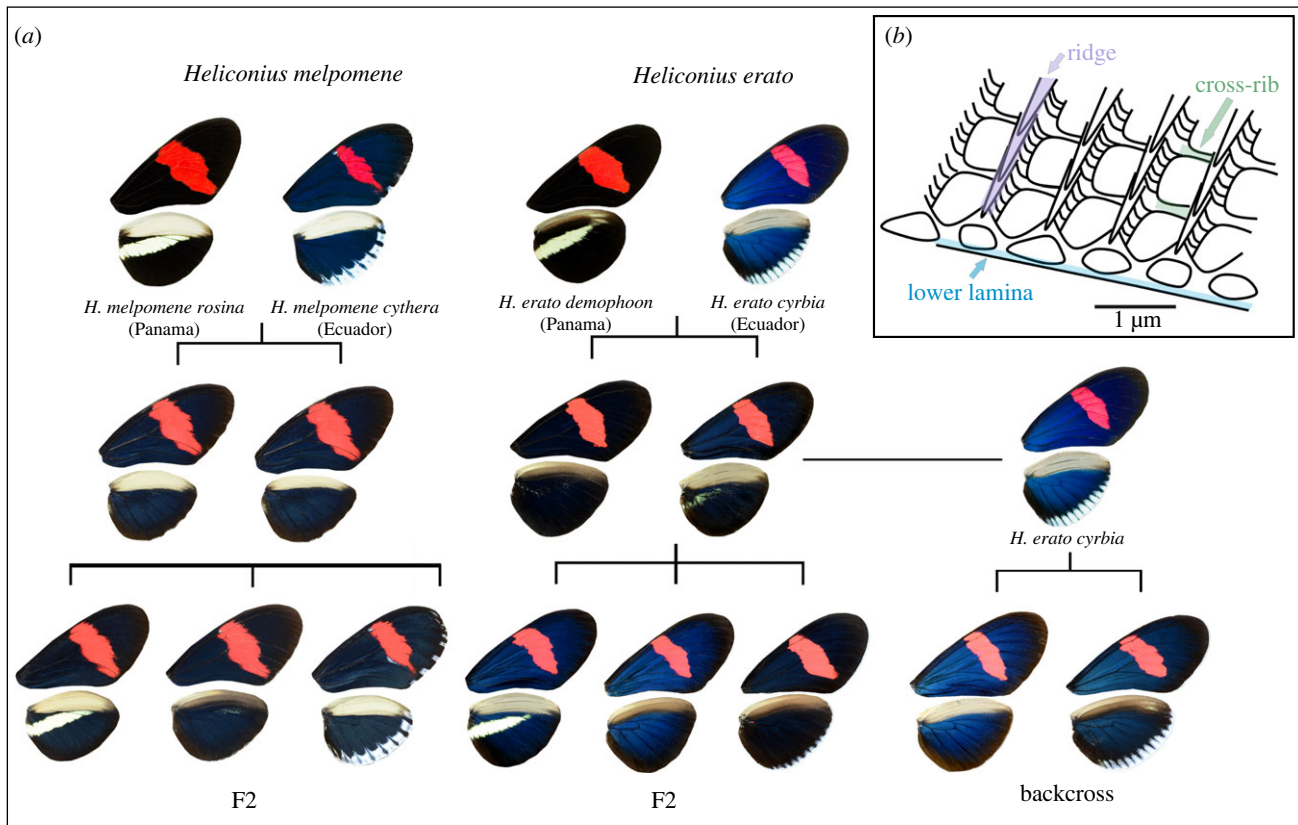 (a)
Heliconius melpomene
Heliconius erato
H. melpomene rosina
(Panama)
H. melpomene cythera
(Ecuador)
H. erato demophoon
(Panama)
H. erato cyrbia
(Ecuador)
H. erato cyrbia
F2
F2
backcross
(b)
ridge
cross-rib
lower lamina
1 µm